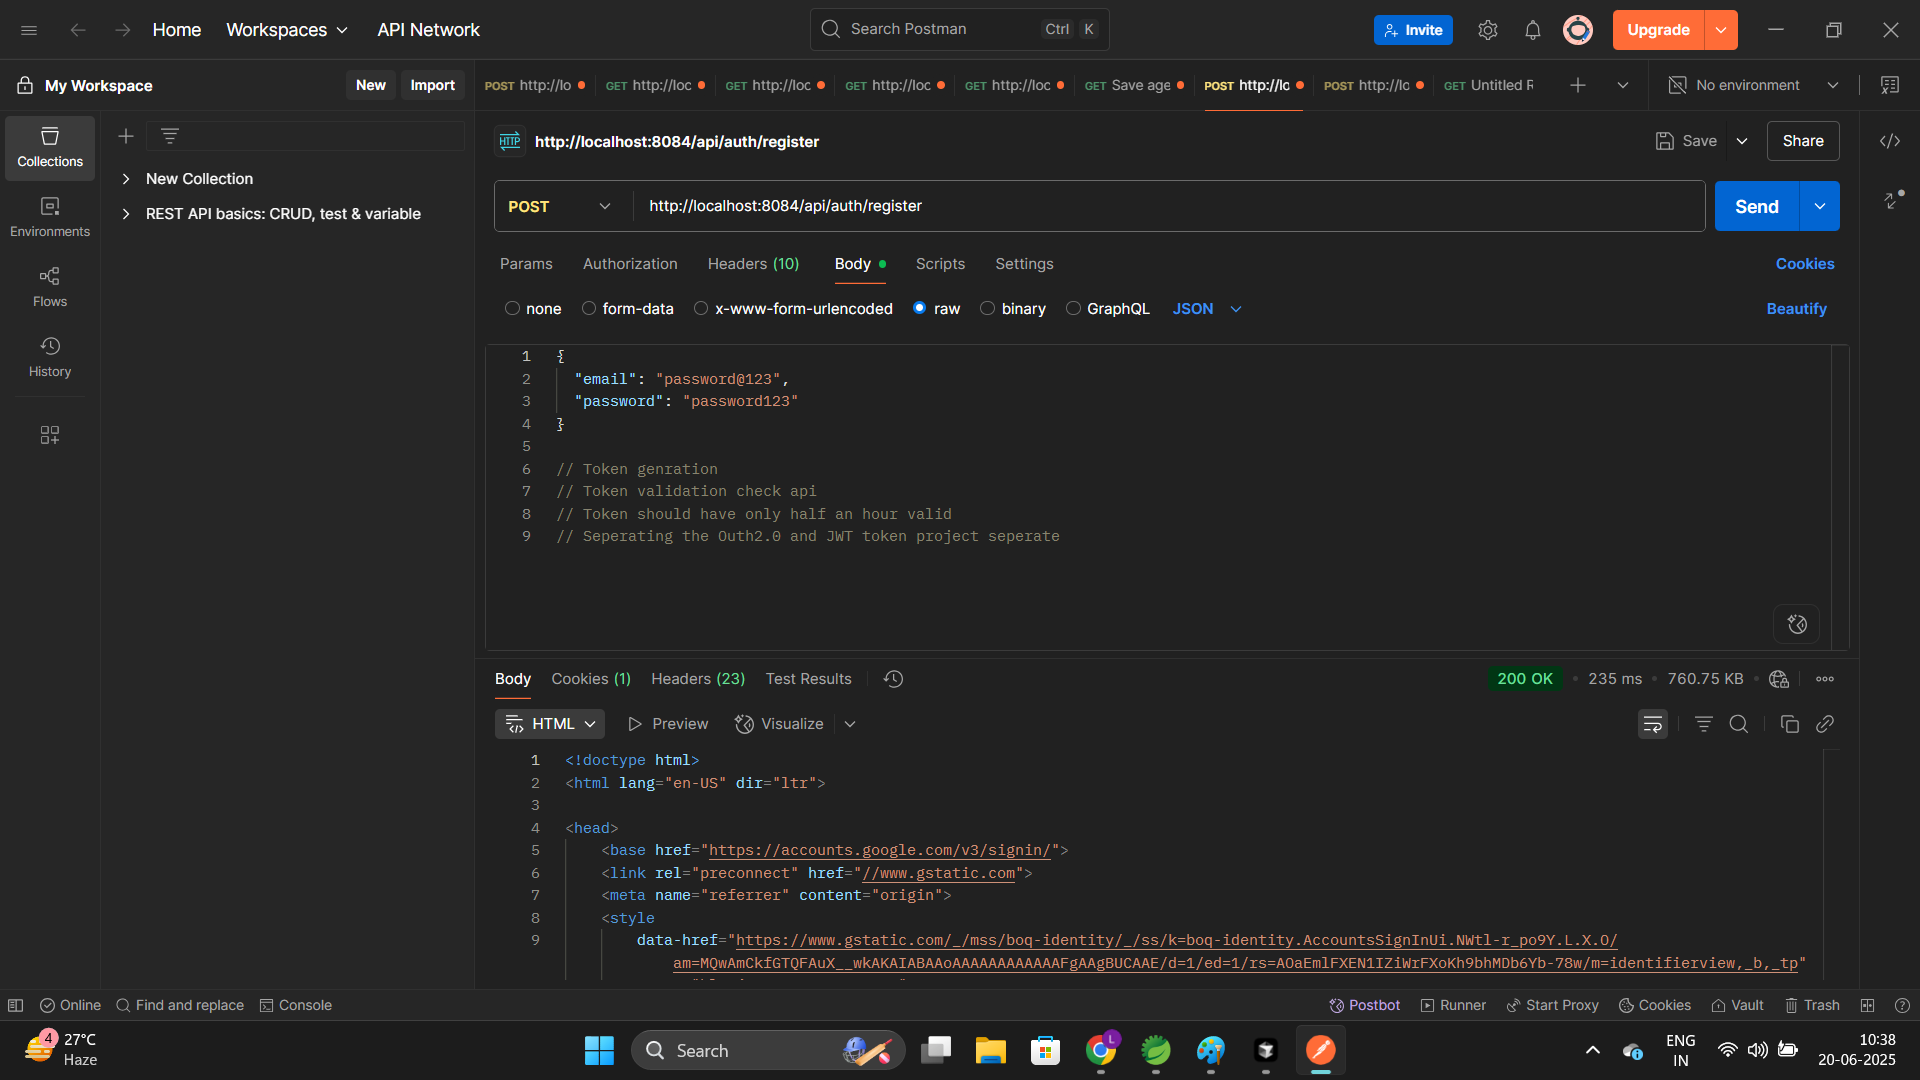 Home
Workspaces
API Network
Search Postman
Ctrl K
Invite
Upgrade
My Workspace
New
Import
POST http://lo
GET http://loc
GET http://loc
GET http://loc
GET http://loc
GET Save age
POST http://lo
POST http://lo
GET Untitled R
No environment
Collections
Environments
Flows
History
New Collection
REST API basics: CRUD, test & variable
HTTP
http://localhost:8084/api/auth/register
Save
Share
POST
http://localhost:8084/api/auth/register
Send
Params
Authorization
Headers (10)
Body
Scripts
Settings
Cookies
none
form-data
x-www-form-urlencoded
raw
binary
GraphQL
JSON
Beautify
1 {
2 "email": "password@123",
3 "password": "password123"
4 }
5
6 // Token genration
7 // Token validation check api
8 // Token should have only half an hour valid
9 // Seperating the Outh2.0 and JWT token project seperate
Body
Cookies (1)
Headers (23)
Test Results
200 OK
235 ms
760.75 KB
HTML
Preview
Visualize
1 <!doctype html>
2 <html lang="en-US" dir="ltr">
3
4 <head>
5 <base href="https://accounts.google.com/v3/signin/">
6 <link rel="preconnect" href="//www.gstatic.com">
7 <meta name="referrer" content="origin">
8 <style
9 data-href="https://www.gstatic.com/_/mss/boq-identity/_/ss/k=boq-identity.AccountsSignInUi.NWtl-r_po9Y.L.X.O/
am=MQwAmCkfGTQFAuX__wkAKAIABAAoAAAAAAAAAAAAFgAAgBUCAAE/d=1/ed=1/rs=AOaEmlFXEN1IZiWrFXoKh9bhMDb6Yb-78w/m=identifierview,_b,_tp"
Online
Find and replace
Console
Postbot
Runner
Start Proxy
Cookies
Vault
Trash
4
27°C
Haze
Search
L
ENG
IN
10:38
20-06-2025